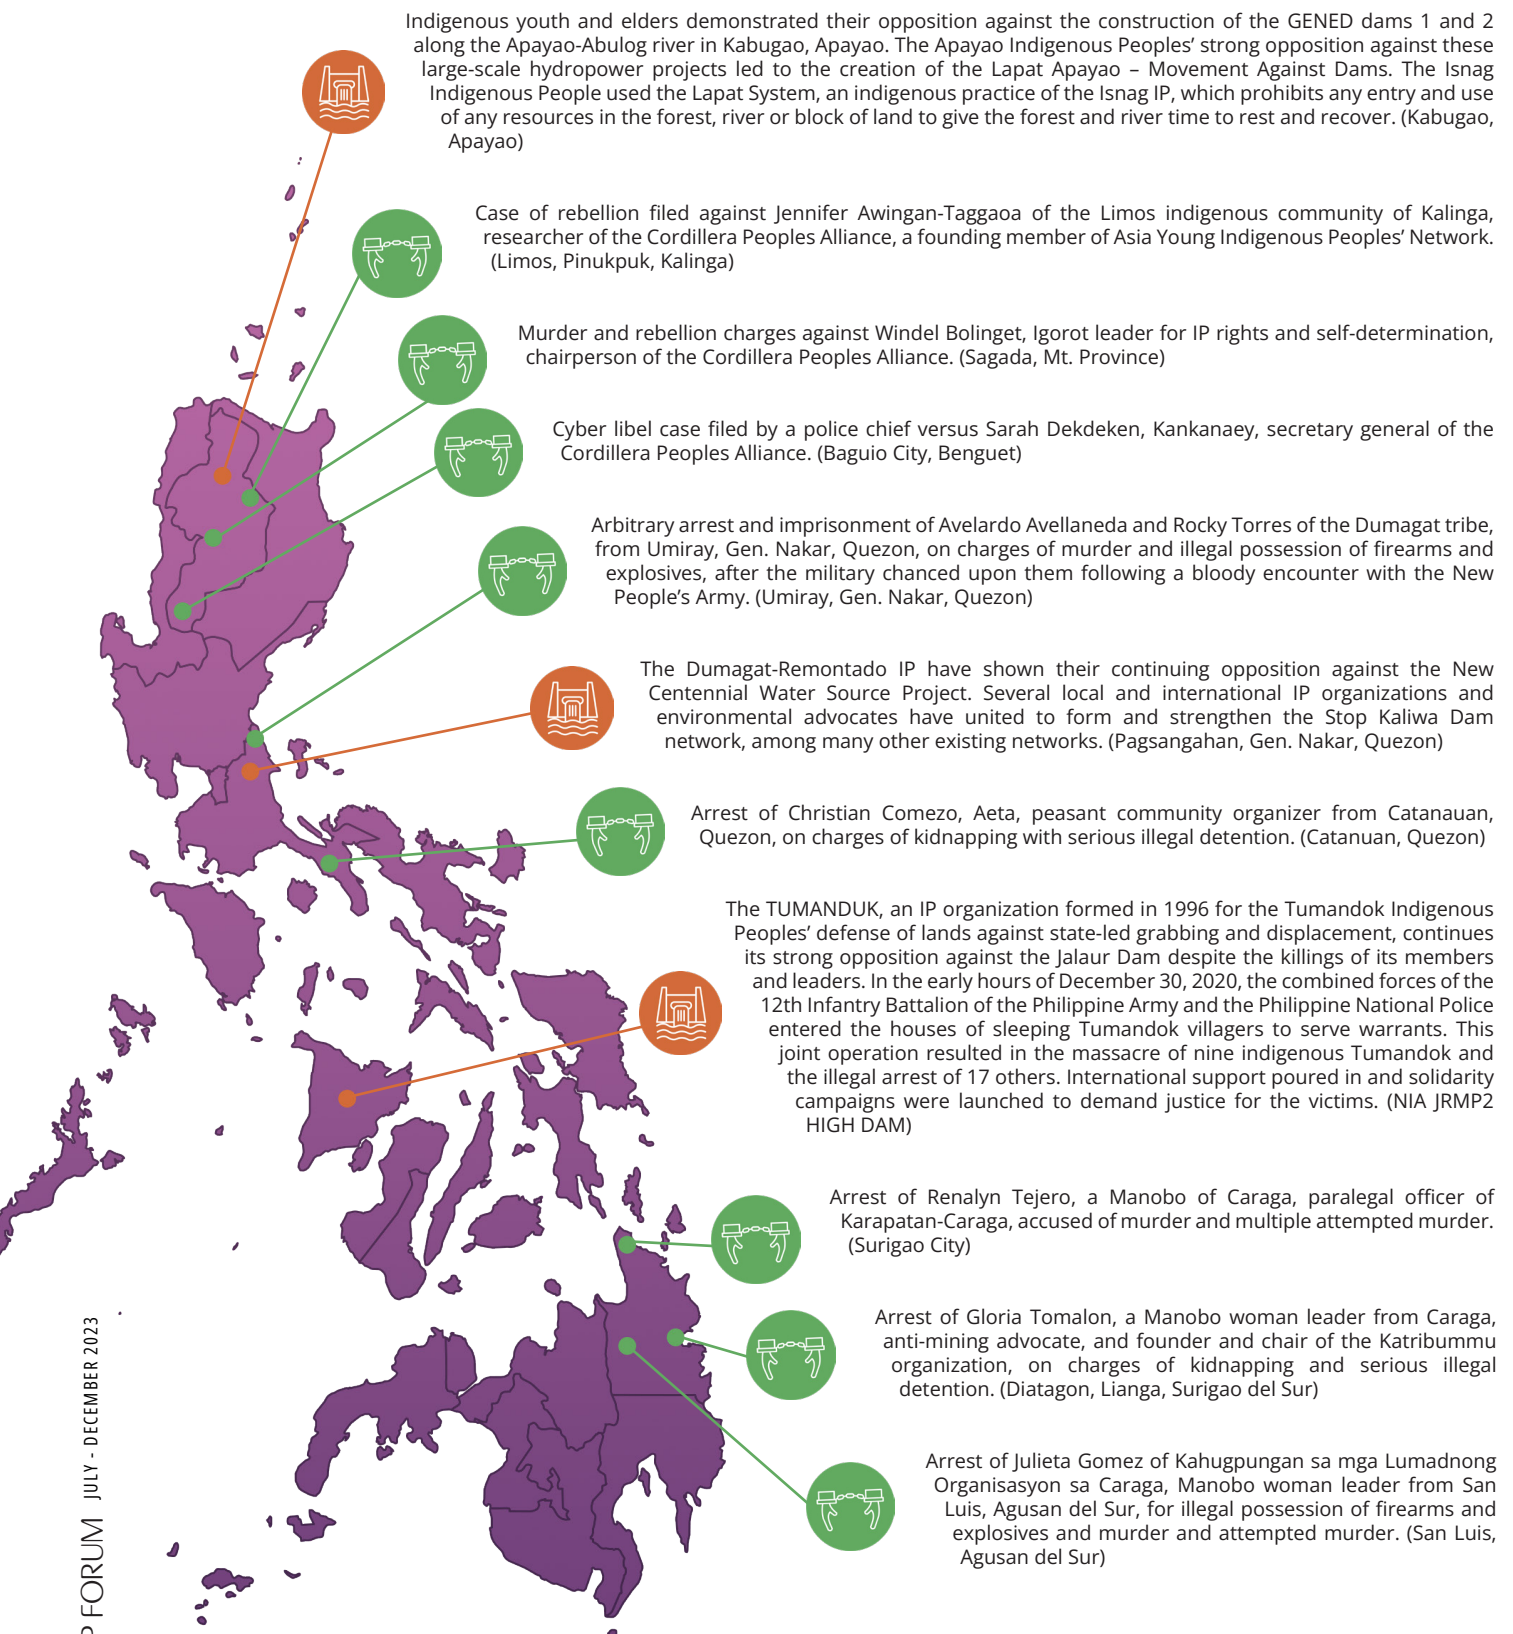 Indigenous youth and elders demonstrated their opposition against the construction of the GENED dams 1 and 2
along the Apayao-Abulog river in Kabugao, Apayao. The Apayao Indigenous Peoples’ strong opposition against these
large-scale hydropower projects led to the creation of the Lapat Apayao – Movement Against Dams. The Isnag
Indigenous People used the Lapat System, an indigenous practice of the Isnag IP, which prohibits any entry and use
of any resources in the forest, river or block of land to give the forest and river time to rest and recover. (Kabugao,
Apayao)
Case of rebellion filed against Jennifer Awingan-Taggaoa of the Limos indigenous community of Kalinga,
researcher of the Cordillera Peoples Alliance, a founding member of Asia Young Indigenous Peoples’ Network.
(Limos, Pinukpuk, Kalinga)
Murder and rebellion charges against Windel Bolinget, Igorot leader for IP rights and self-determination,
chairperson of the Cordillera Peoples Alliance. (Sagada, Mt. Province)
Cyber libel case filed by a police chief versus Sarah Dekdeken, Kankanaey, secretary general of the
Cordillera Peoples Alliance. (Baguio City, Benguet)
Arbitrary arrest and imprisonment of Avelardo Avellaneda and Rocky Torres of the Dumagat tribe,
from Umiray, Gen. Nakar, Quezon, on charges of murder and illegal possession of firearms and
explosives, after the military chanced upon them following a bloody encounter with the New
People’s Army. (Umiray, Gen. Nakar, Quezon)
The Dumagat-Remontado IP have shown their continuing opposition against the New
Centennial Water Source Project. Several local and international IP organizations and
environmental advocates have united to form and strengthen the Stop Kaliwa Dam
network, among many other existing networks. (Pagsangahan, Gen. Nakar, Quezon)
Arrest of Christian Comezo, Aeta, peasant community organizer from Catanauan,
Quezon, on charges of kidnapping with serious illegal detention. (Catanuan, Quezon)
The TUMANDUK, an IP organization formed in 1996 for the Tumandok Indigenous
Peoples’ defense of lands against state-led grabbing and displacement, continues
its strong opposition against the Jalaur Dam despite the killings of its members
and leaders. In the early hours of December 30, 2020, the combined forces of the
12th Infantry Battalion of the Philippine Army and the Philippine National Police
entered the houses of sleeping Tumandok villagers to serve warrants. This
joint operation resulted in the massacre of nine indigenous Tumandok and
the illegal arrest of 17 others. International support poured in and solidarity
campaigns were launched to demand justice for the victims. (NIA JRMP2
HIGH DAM)
Arrest of Renalyn Tejero, a Manobo of Caraga, paralegal officer of
Karapatan-Caraga, accused of murder and multiple attempted murder.
(Surigao City)
Arrest of Gloria Tomalon, a Manobo woman leader from Caraga,
anti-mining advocate, and founder and chair of the Katribummu
organization, on charges of kidnapping and serious illegal
detention. (Diatagon, Lianga, Surigao del Sur)
Arrest of Julieta Gomez of Kahugpungan sa mga Lumadnong
Organisasyon sa Caraga, Manobo woman leader from San
Luis, Agusan del Sur, for illegal possession of firearms and
explosives and murder and attempted murder. (San Luis,
Agusan del Sur)
FORUM JULY - DECEMBER 2023